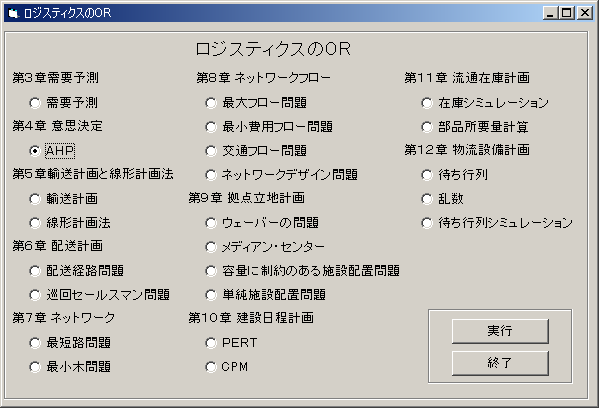 ロジスティクスのOR
ロジスティクスのOR
第3章需要予測
需要予測
第4章 意思決定
AHP
第5章輸送計画と線形計画法
輸送計画
線形計画法
第6章 配送計画
配送経路問題
巡回セールスマン問題
第7章 ネットワーク
最短路問題
最小木問題
第8章 ネットワークフロー
最大フロー問題
最小費用フロー問題
交通フロー問題
ネットワークデザイン問題
第9章 拠点立地計画
ウェーバーの問題
メディアン・センター
容量に制約のある施設配置問題
単純施設配置問題
第10章 建設日程計画
PERT
CPM
第11章 流通在庫計画
在庫シミュレーション
部品所要量計算
第12章 物流設備計画
待ち行列
乱数
待ち行列シミュレーション
実行
終了